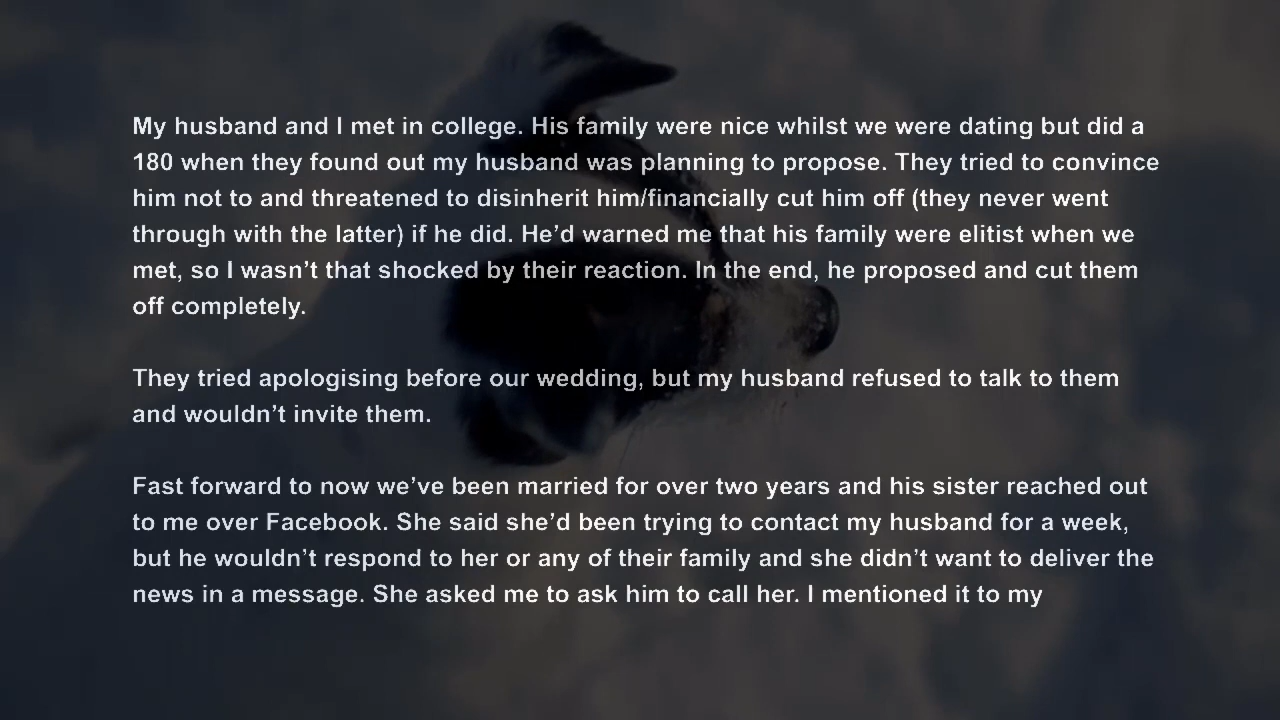 My husband and I met in college. His family were nice whilst we were dating but did a
180 when they found out my husband was planning to propose. They tried to convince
him not to and threatened to disinherit him/financially cut him off (they never went
through with the latter) if he did. He’d warned me that his family were elitist when we
met, so I wasn’t that shocked by their reaction. In the end, he proposed and cut them
off completely.
They tried apologising before our wedding, but my husband refused to talk to them
and wouldn’t invite them.
Fast forward to now we’ve been married for over two years and his sister reached out
to me over Facebook. She said she’d been trying to contact my husband for a week,
but he wouldn’t respond to her or any of their family and she didn’t want to deliver the
news in a message. She asked me to ask him to call her. I mentioned it to my